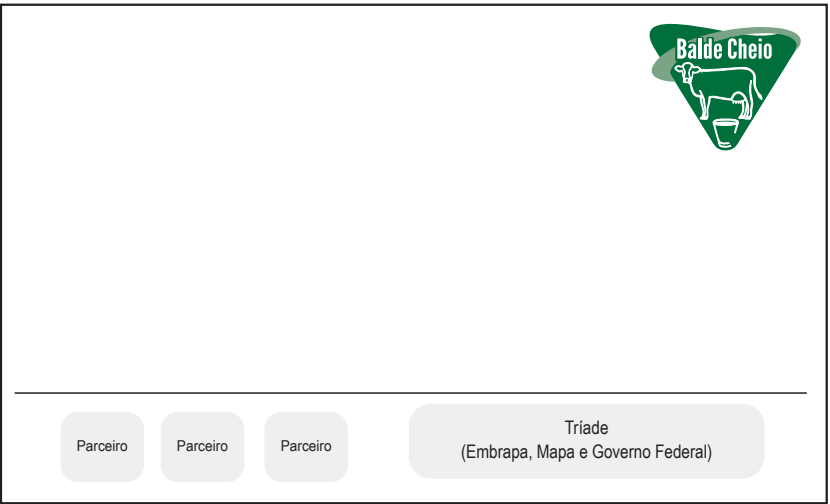 Balde Cheio
Parceiro
Parceiro
Parceiro
Tríade
(Embrapa, Mapa e Governo Federal)